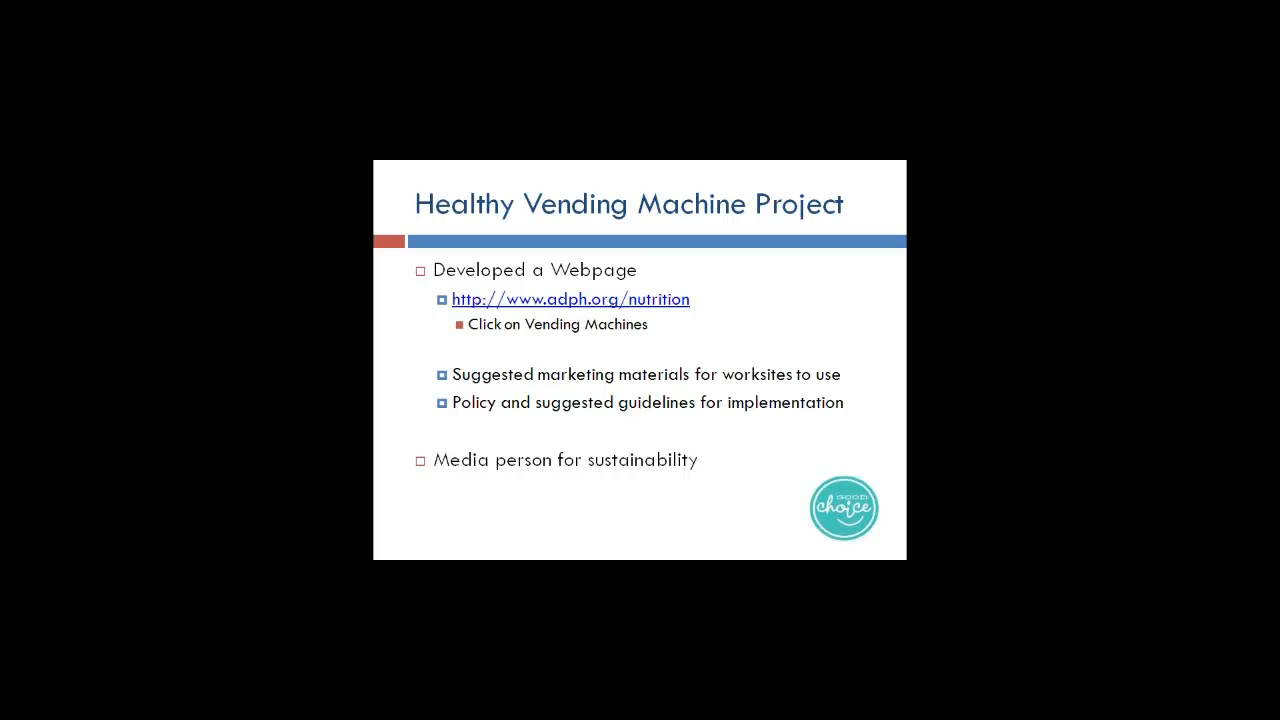 Healthy Vending Machine Project
Developed a Webpage
http://www.adph.org/nutrition
Click on Vending Machines
Suggested marketing materials for worksites to use
Policy and suggested guidelines for implementation
Media person for sustainability
GOOD
choice